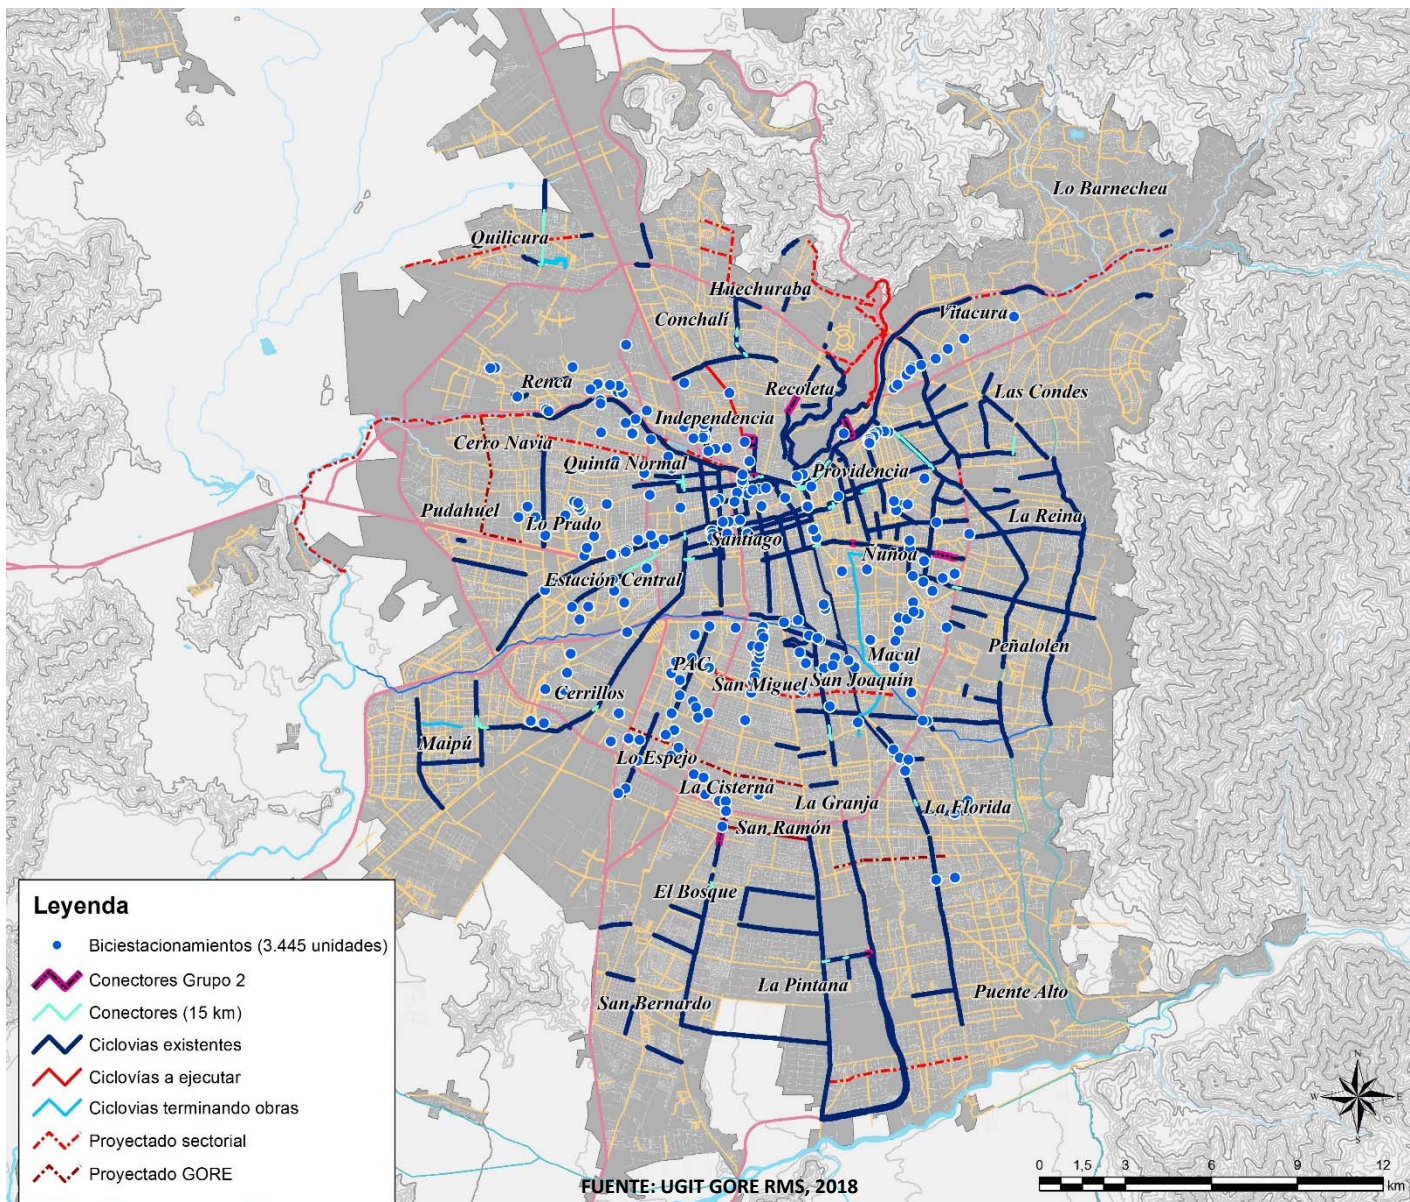 Lo Barnechea
Quilicura
Huechuraba
Vitacura
Conchalí
Renca
Recoleta
Las Condes
Independencia
Cerro Navia
Quinta Normal
Providencia
Pudahuel
Lo Prado
La Reina
Santiago
Ñuñoa
Estación Central
Macul
Peñalolén
PAC
San Miguel
San Joaquín
Cerrillos
Maipú
Lo Espejo
La Cisterna
La Granja
La Florida
San Ramón
El Bosque
La Pintana
Puente Alto
San Bernardo
Leyenda
Biciestacionamientos (3.445 unidades)
Conectores Grupo 2
Conectores (15 km)
Ciclovias existentes
Ciclovías a ejecutar
Ciclovias terminando obras
Proyectado sectorial
Proyectado GORE
N
W E
S
0 1,5 3 6 9 12
km
FUENTE: UGIT GORE RMS, 2018